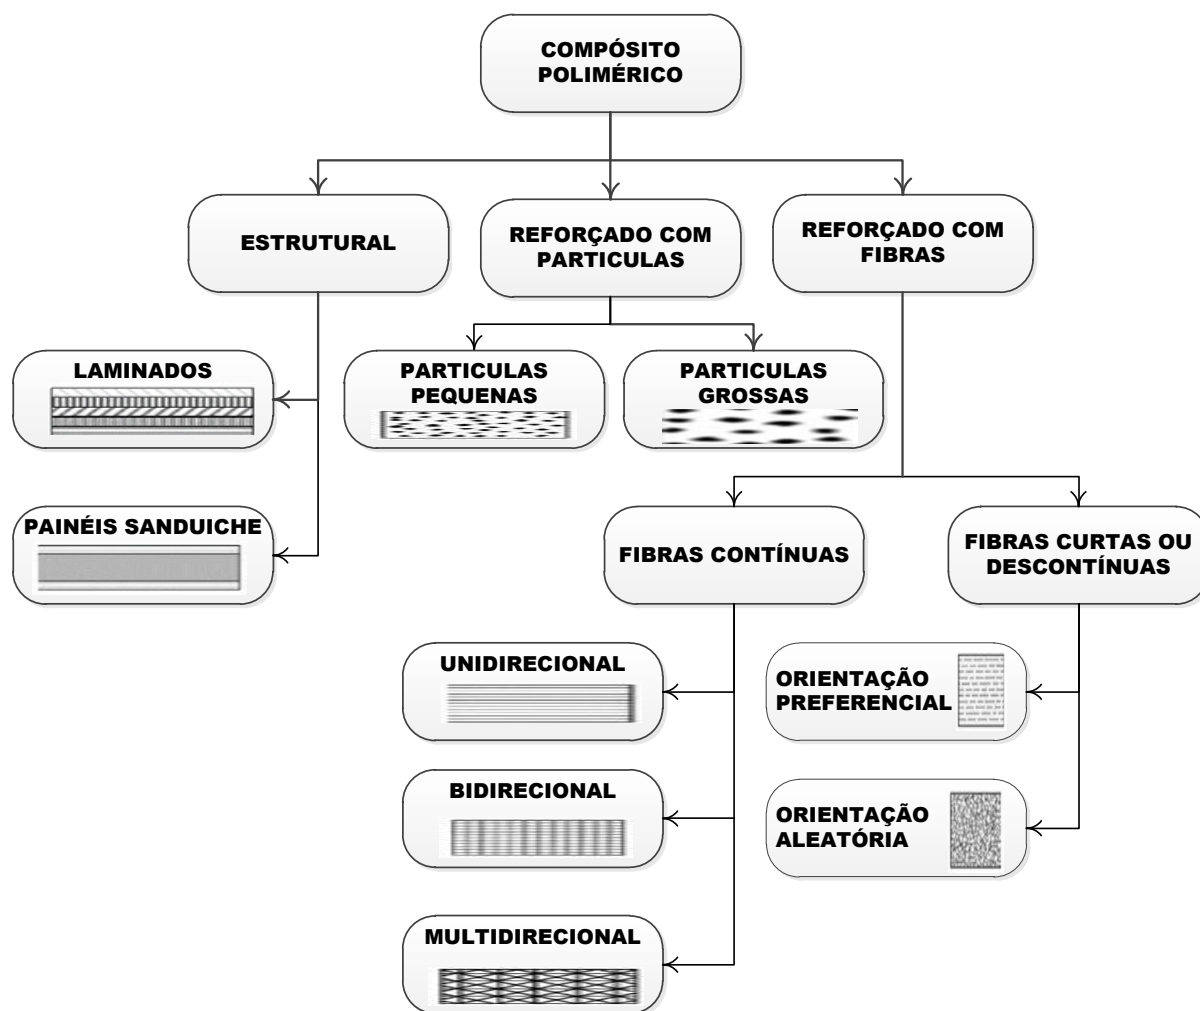 COMPÓSITO
POLIMÉRICO
ESTRUTURAL
REFORÇADO COM
PARTICULAS
REFORÇADO COM
FIBRAS
LAMINADOS
PARTICULAS
PEQUENAS
PARTICULAS
GROSSAS
PAINÉIS SANDUICHE
FIBRAS CONTÍNUAS
FIBRAS CURTAS OU
DESCONTÍNUAS
UNIDIRECIONAL
ORIENTAÇÃO
PREFERENCIAL
BIDIRECIONAL
ORIENTAÇÃO
ALEATÓRIA
MULTIDIRECIONAL